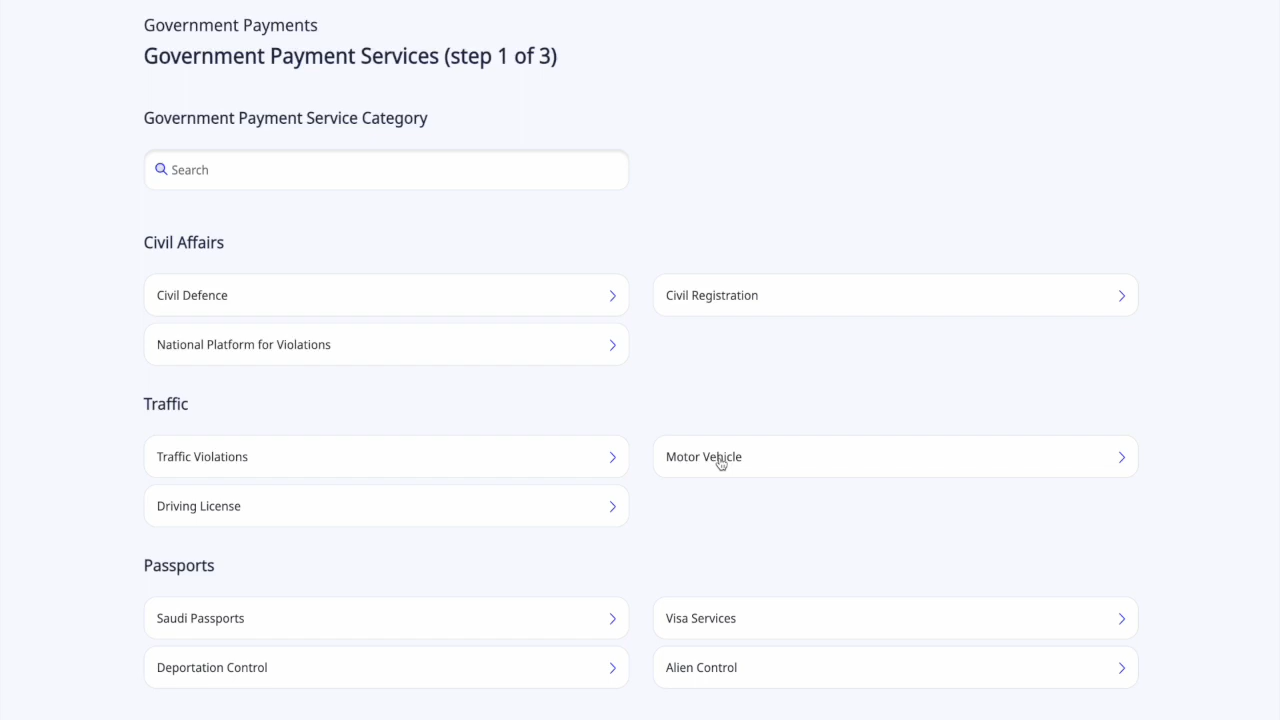 Government Payments
Government Payment Services (step 1 of 3)
Government Payment Service Category
Search
Civil Affairs
Civil Defence
Civil Registration
National Platform for Violations
Traffic
Traffic Violations
Motor Vehicle
Driving License
Passports
Saudi Passports
Visa Services
Deportation Control
Alien Control